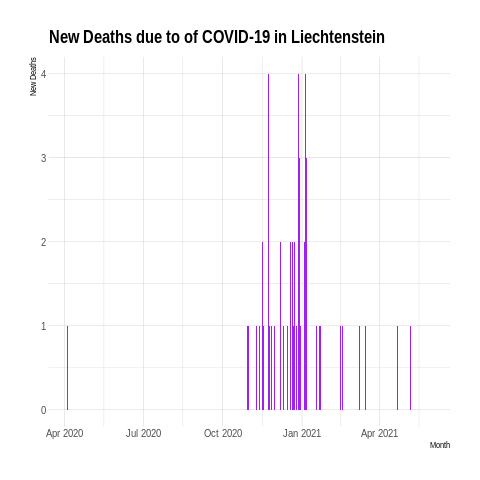 New Deaths due to of COVID-19 in Liechtenstein
New Deaths
4
3
2
1
0
Apr 2020 Jul 2020 Oct 2020 Jan 2021 Apr 2021
Month